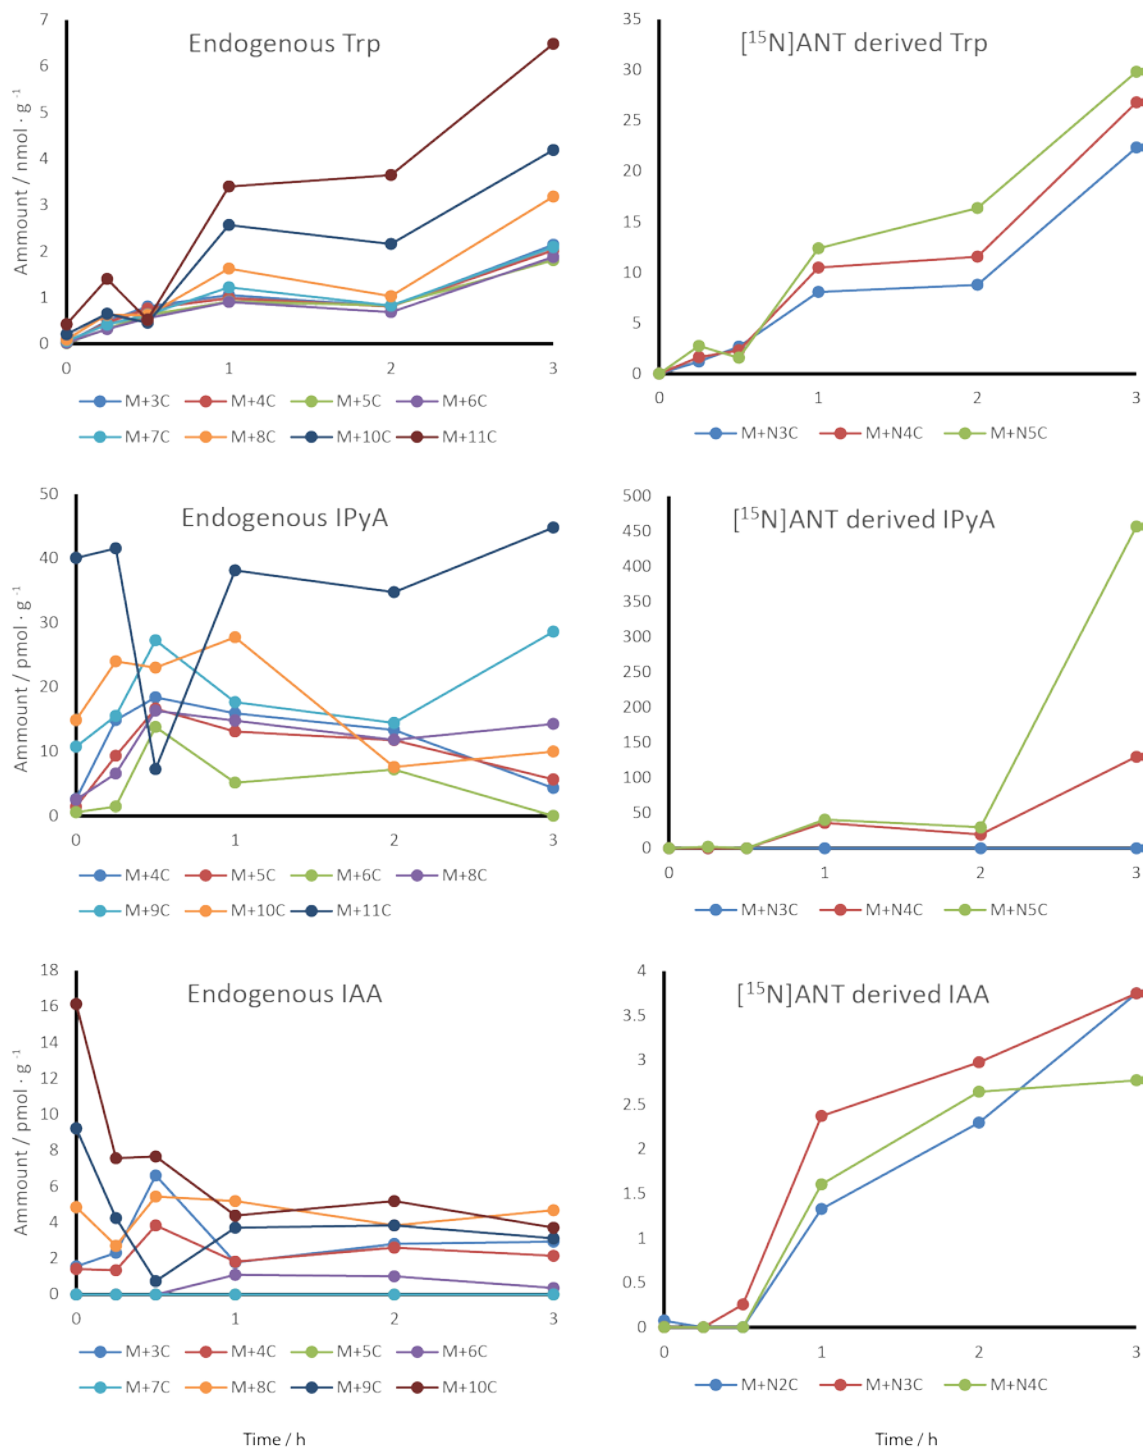 Endogenous Trp
Ammount / nmol · g⁻¹
7
6
5
4
3
2
1
0
0 1 2 3
M+3C M+4C M+5C M+6C
M+7C M+8C M+10C M+11C
[¹⁵N]ANT derived Trp
35
30
25
20
15
10
5
0
0 1 2 3
M+N3C M+N4C M+N5C
Endogenous IPyA
Ammount / pmol · g⁻¹
50
40
30
20
10
0
0 1 2 3
M+4C M+5C M+6C M+8C
M+9C M+10C M+11C
[¹⁵N]ANT derived IPyA
500
450
400
350
300
250
200
150
100
50
0
0 1 2 3
M+N3C M+N4C M+N5C
Endogenous IAA
Ammount / pmol · g⁻¹
18
16
14
12
10
8
6
4
2
0
0 1 2 3
M+3C M+4C M+5C M+6C
M+7C M+8C M+9C M+10C
Time / h
[¹⁵N]ANT derived IAA
4
3.5
3
2.5
2
1.5
1
0.5
0
0 1 2 3
M+N2C M+N3C M+N4C
Time / h